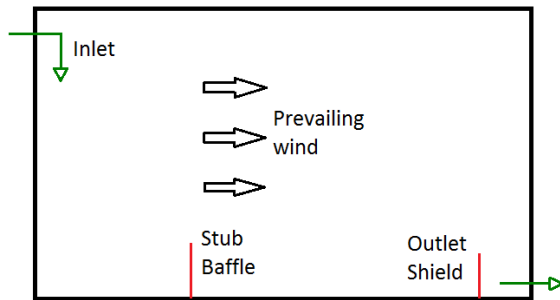 Inlet
Prevailing
wind
Stub
Baffle
Outlet
Shield